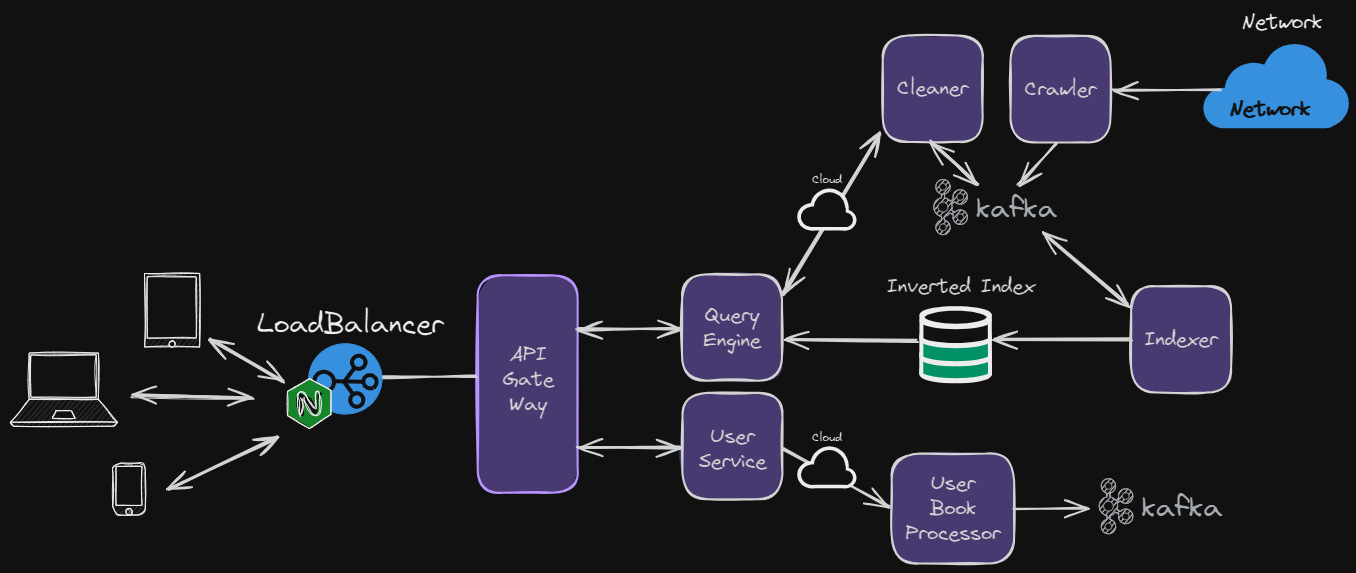 Network
Cleaner
Crawler
Network
Cloud
kafka
Inverted Index
LoadBalancer
Query
Engine
Indexer
API
Gate
Way
N
User
Service
Cloud
User
Book
Processor
kafka